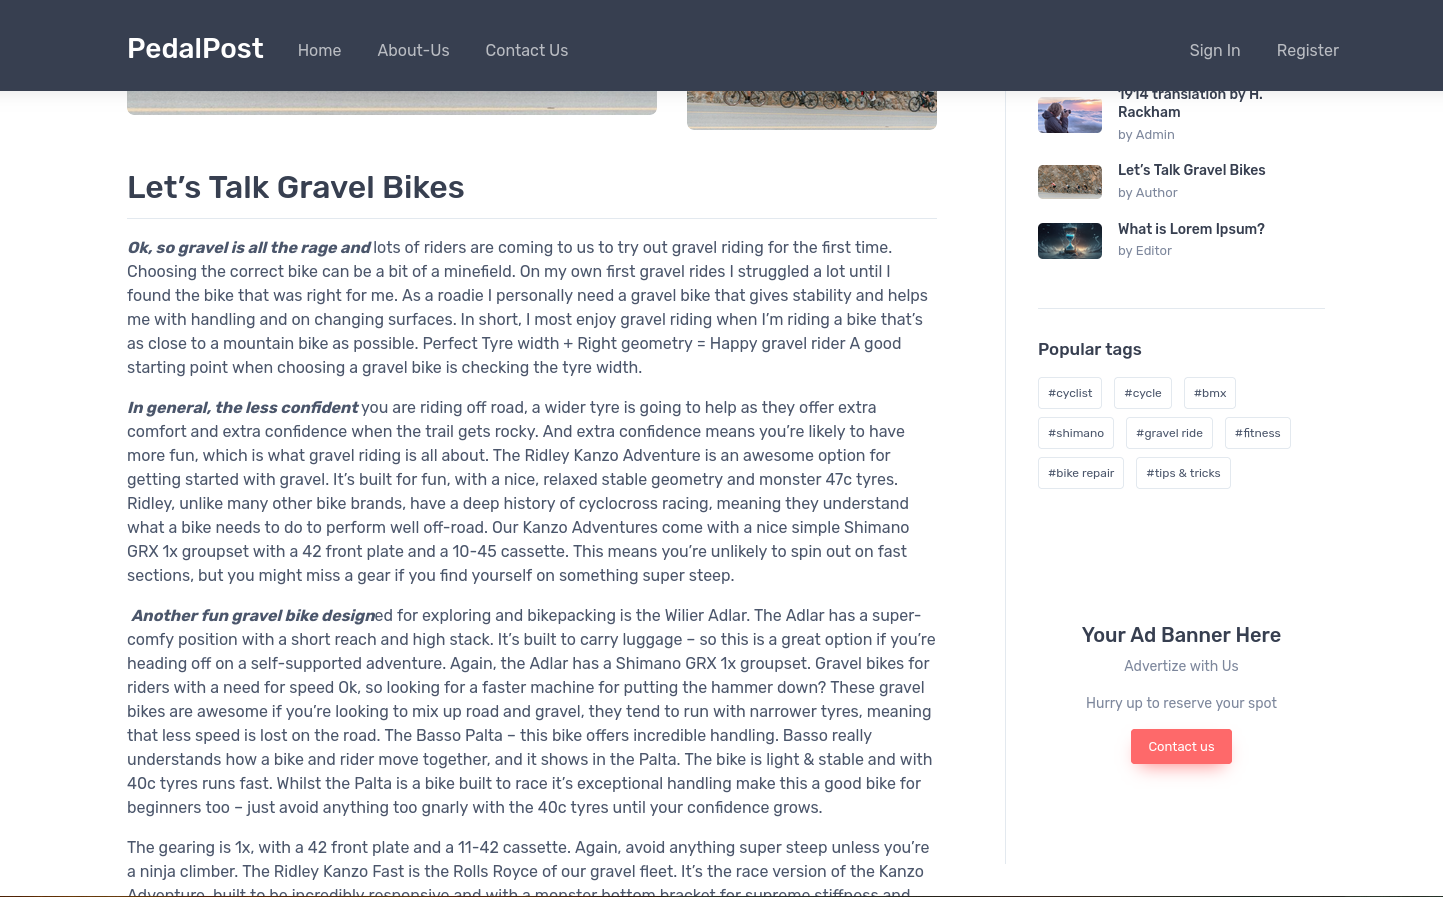 PedalPost
Home
About-Us
Contact Us
Sign In
Register
Let’s Talk Gravel Bikes
Ok, so gravel is all the rage and lots of riders are coming to us to try out gravel riding for the first time.
Choosing the correct bike can be a bit of a minefield. On my own first gravel rides I struggled a lot until I
found the bike that was right for me. As a roadie I personally need a gravel bike that gives stability and helps
me with handling and on changing surfaces. In short, I most enjoy gravel riding when I’m riding a bike that’s
as close to a mountain bike as possible. Perfect Tyre width + Right geometry = Happy gravel rider A good
starting point when choosing a gravel bike is checking the tyre width.
In general, the less confident you are riding off road, a wider tyre is going to help as they offer extra
comfort and extra confidence when the trail gets rocky. And extra confidence means you’re likely to have
more fun, which is what gravel riding is all about. The Ridley Kanzo Adventure is an awesome option for
getting started with gravel. It’s built for fun, with a nice, relaxed stable geometry and monster 47c tyres.
Ridley, unlike many other bike brands, have a deep history of cyclocross racing, meaning they understand
what a bike needs to do to perform well off-road. Our Kanzo Adventures come with a nice simple Shimano
GRX 1x groupset with a 42 front plate and a 10-45 cassette. This means you’re unlikely to spin out on fast
sections, but you might miss a gear if you find yourself on something super steep.
Another fun gravel bike designed for exploring and bikepacking is the Wilier Adlar. The Adlar has a super-
comfy position with a short reach and high stack. It’s built to carry luggage – so this is a great option if you’re
heading off on a self-supported adventure. Again, the Adlar has a Shimano GRX 1x groupset. Gravel bikes for
riders with a need for speed Ok, so looking for a faster machine for putting the hammer down? These gravel
bikes are awesome if you’re looking to mix up road and gravel, they tend to run with narrower tyres, meaning
that less speed is lost on the road. The Basso Palta – this bike offers incredible handling. Basso really
understands how a bike and rider move together, and it shows in the Palta. The bike is light & stable and with
40c tyres runs fast. Whilst the Palta is a bike built to race it’s exceptional handling make this a good bike for
beginners too – just avoid anything too gnarly with the 40c tyres until your confidence grows.
The gearing is 1x, with a 42 front plate and a 11-42 cassette. Again, avoid anything super steep unless you’re
a ninja climber. The Ridley Kanzo Fast is the Rolls Royce of our gravel fleet. It’s the race version of the Kanzo
Adventure, built to be incredibly responsive and with a monster bottom bracket for supreme stiffness and
1914 translation by H.
Rackham
by Admin
Let’s Talk Gravel Bikes
by Author
What is Lorem Ipsum?
by Editor
Popular tags
#cyclist
#cycle
#bmx
#shimano
#gravel ride
#fitness
#bike repair
#tips & tricks
Your Ad Banner Here
Advertize with Us
Hurry up to reserve your spot
Contact us